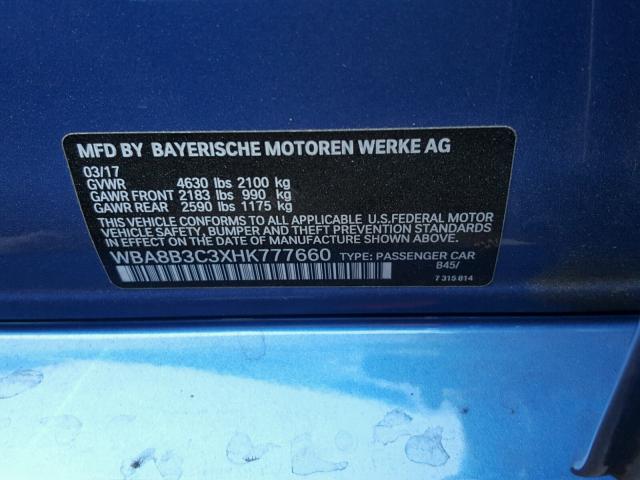 MFD BY BAYERISCHE MOTOREN WERKE AG
03/17
GVWR 4630 lbs 2100 kg
GAWR FRONT 2183 lbs 990 kg
GAWR REAR 2590 lbs 1175 kg
THIS VEHICLE CONFORMS TO ALL APPLICABLE U.S.FEDERAL MOTOR
VEHICLE SAFETY, BUMPER, AND THEFT PREVENTION STANDARDS
IN EFFECT ON THE DATE OF MANUFACTURE SHOWN ABOVE.
WBA8B3C3XHK777660 TYPE: PASSENGER CAR
B45/
7 315 814